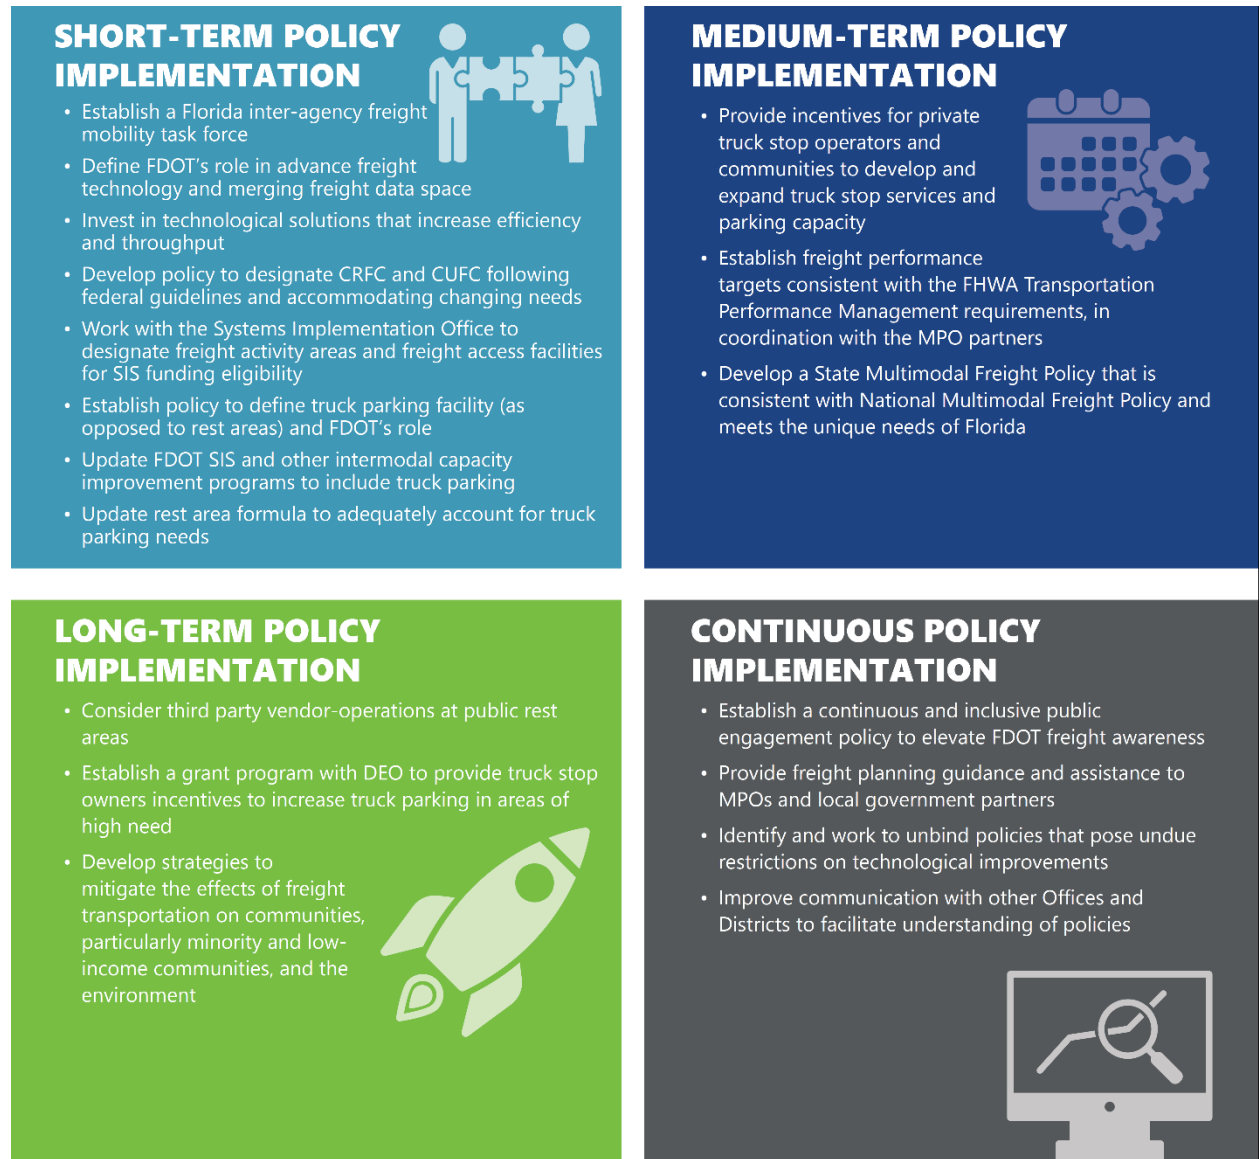 SHORT-TERM POLICY
IMPLEMENTATION
• Establish a Florida inter-agency freight
mobility task force
• Define FDOT's role in advance freight
technology and merging freight data space
• Invest in technological solutions that increase efficiency
and throughput
• Develop policy to designate CRFC and CUFC following
federal guidelines and accommodating changing needs
• Work with the Systems Implementation Office to
designate freight activity areas and freight access facilities
for SIS funding eligibility
• Establish policy to define truck parking facility (as
opposed to rest areas) and FDOT's role
• Update FDOT SIS and other intermodal capacity
improvement programs to include truck parking
• Update rest area formula to adequately account for truck
parking needs
MEDIUM-TERM POLICY
IMPLEMENTATION
• Provide incentives for private
truck stop operators and
communities to develop and
expand truck stop services and
parking capacity
• Establish freight performance
targets consistent with the FHWA Transportation
Performance Management requirements, in
coordination with the MPO partners
• Develop a State Multimodal Freight Policy that is
consistent with National Multimodal Freight Policy and
meets the unique needs of Florida
LONG-TERM POLICY
IMPLEMENTATION
• Consider third party vendor-operations at public rest
areas
• Establish a grant program with DEO to provide truck stop
owners incentives to increase truck parking in areas of
high need
• Develop strategies to
mitigate the effects of freight
transportation on communities,
particularly minority and low-
income communities, and the
environment
CONTINUOUS POLICY
IMPLEMENTATION
• Establish a continuous and inclusive public
engagement policy to elevate FDOT freight awareness
• Provide freight planning guidance and assistance to
MPOs and local government partners
• Identify and work to unbind policies that pose undue
restrictions on technological improvements
• Improve communication with other Offices and
Districts to facilitate understanding of policies